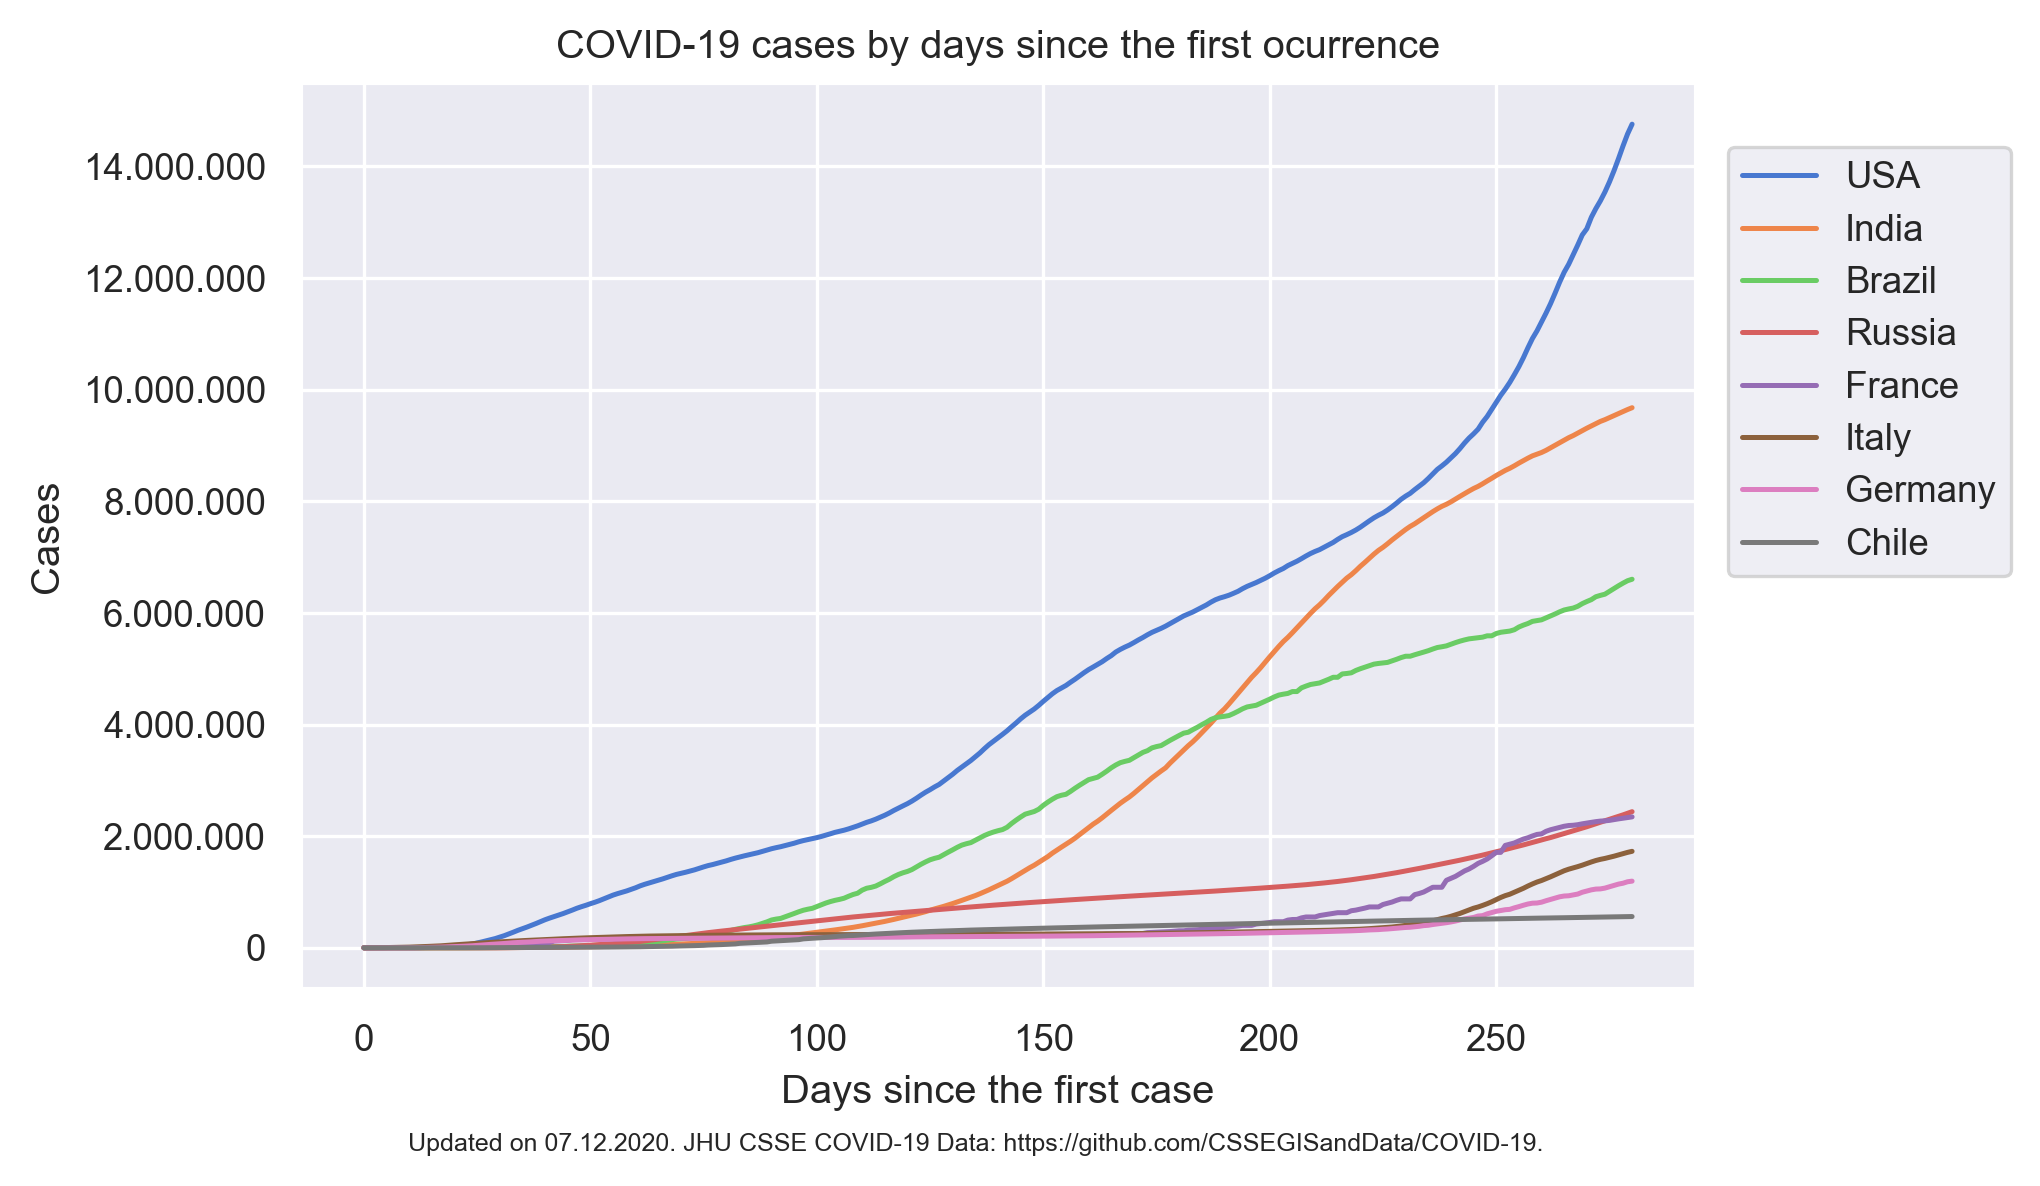 COVID-19 cases by days since the first ocurrence
14.000.000
12.000.000
10.000.000
8.000.000
6.000.000
4.000.000
2.000.000
0
Cases
0 50 100 150 200 250
Days since the first case
USA
India
Brazil
Russia
France
Italy
Germany
Chile
Updated on 07.12.2020. JHU CSSE COVID-19 Data: https://github.com/CSSEGISandData/COVID-19.